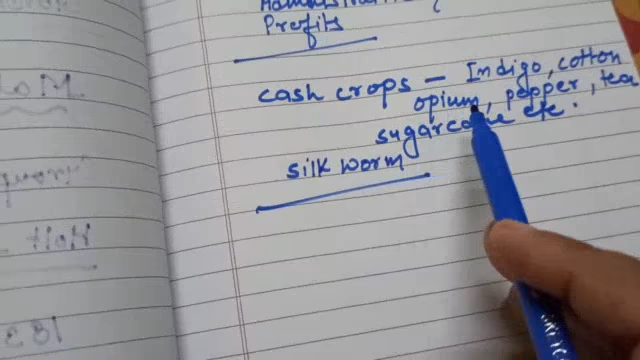 Profits
cash crops – Indigo, cotton
opium, pepper, tea
sugarcane etc.
silk worm